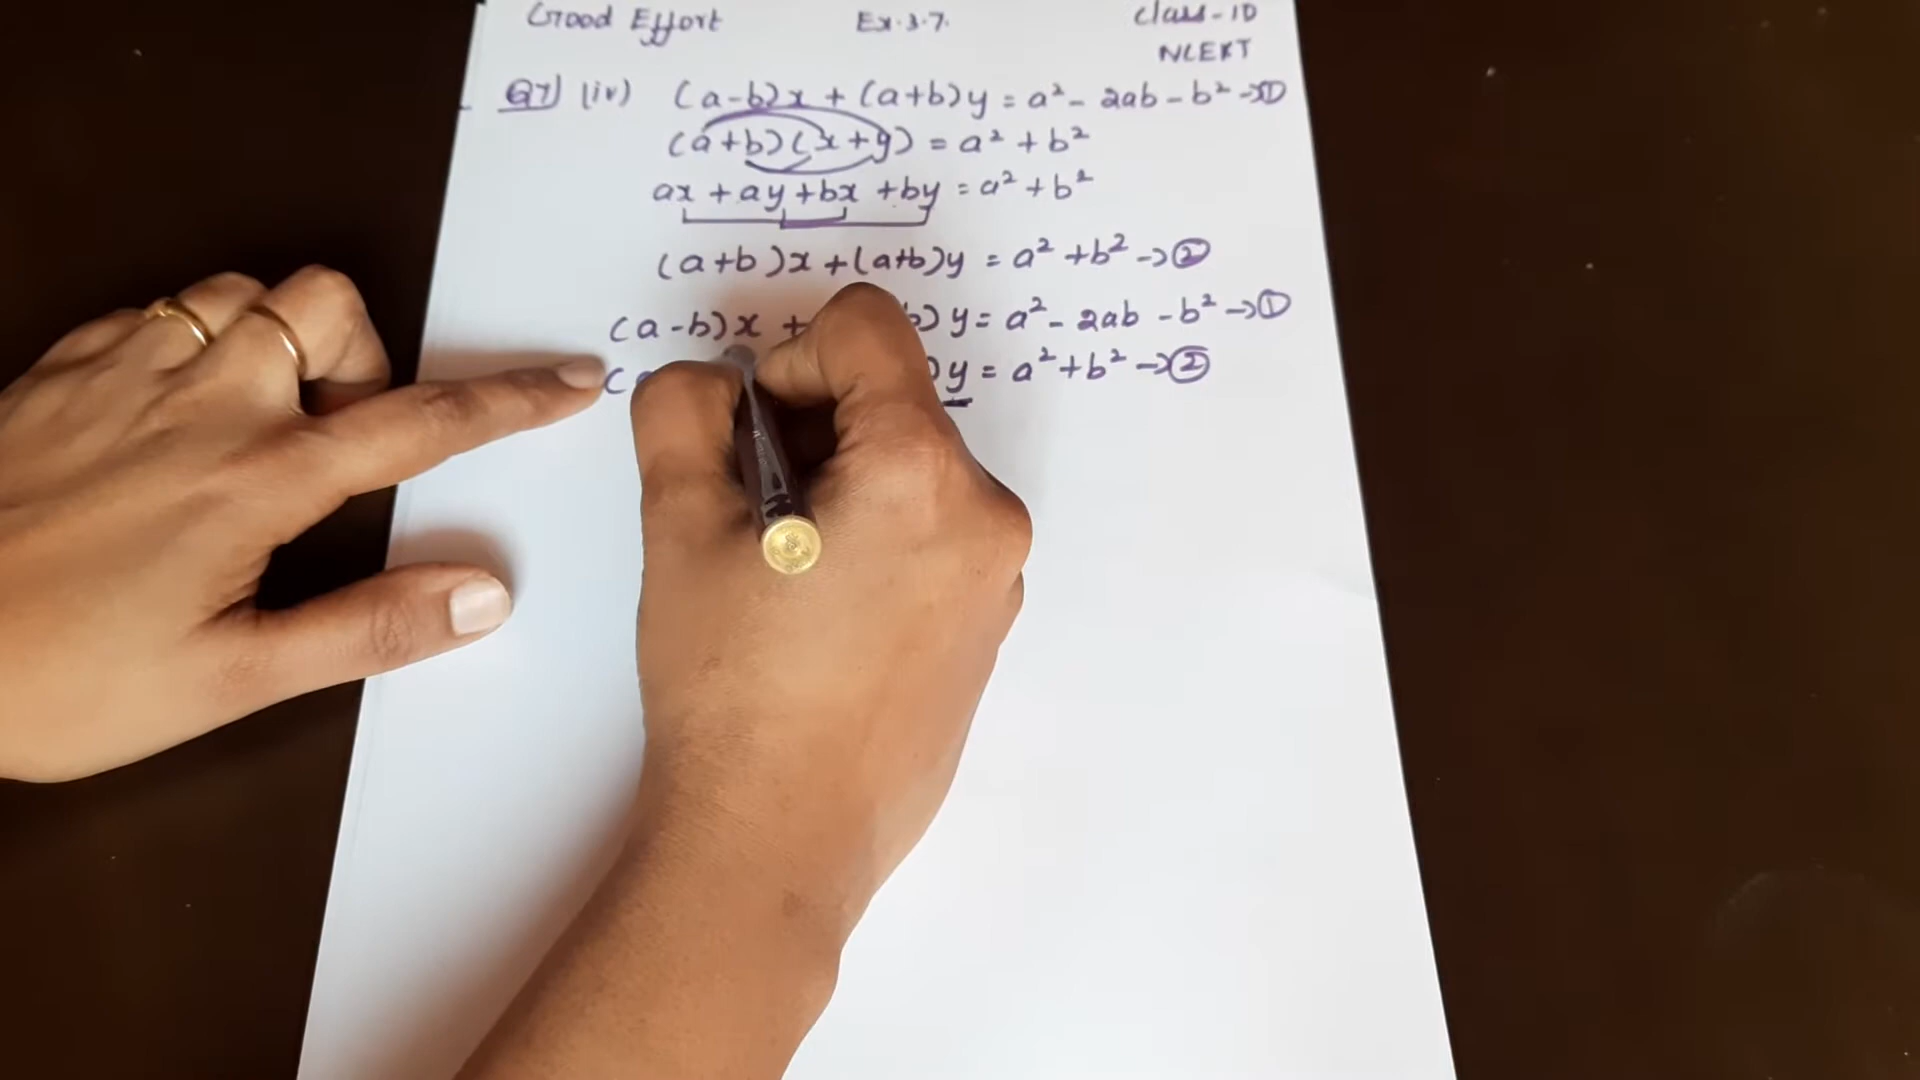 Good Effort Ex.3.7. Class-10
NCERT
Q7) (iv) (a-b)x + (a+b)y = a² - 2ab - b² →①
(a+b)(x+y) = a² + b²
ax + ay + bx + by = a² + b²
(a+b)x + (a+b)y = a² + b² →②
(a-b)x + b) y = a² - 2ab - b² →①
( )y = a² + b² →②